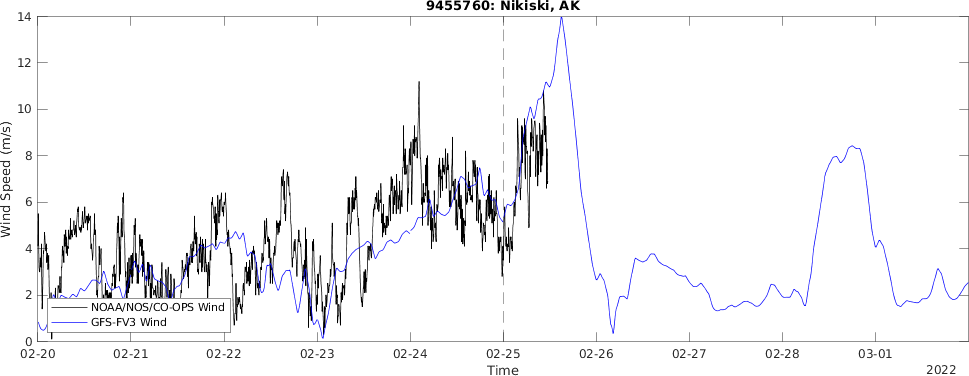 9455760: Nikiski, AK
Wind Speed (m/s)
14
12
10
8
6
4
2
0
NOAA/NOS/CO-OPS Wind
GFS-FV3 Wind
02-20 02-21 02-22 02-23 02-24 02-25 02-26 02-27 02-28 03-01
Time
2022